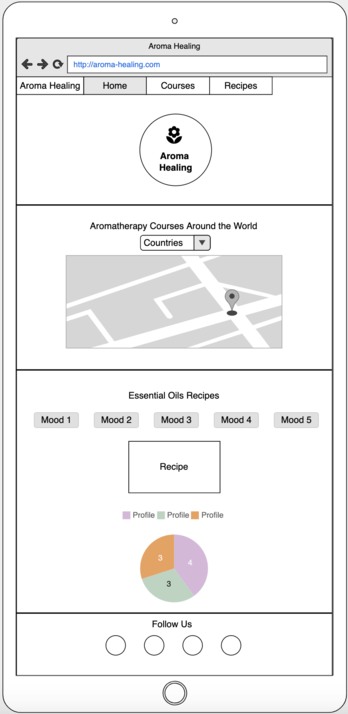 Aroma Healing
http://aroma-healing.com
Aroma Healing Home Courses Recipes
Aroma
Healing
Aromatherapy Courses Around the World
Countries
Essential Oils Recipes
Mood 1 Mood 2 Mood 3 Mood 4 Mood 5
Recipe
Profile Profile Profile
3 4
3
Follow Us